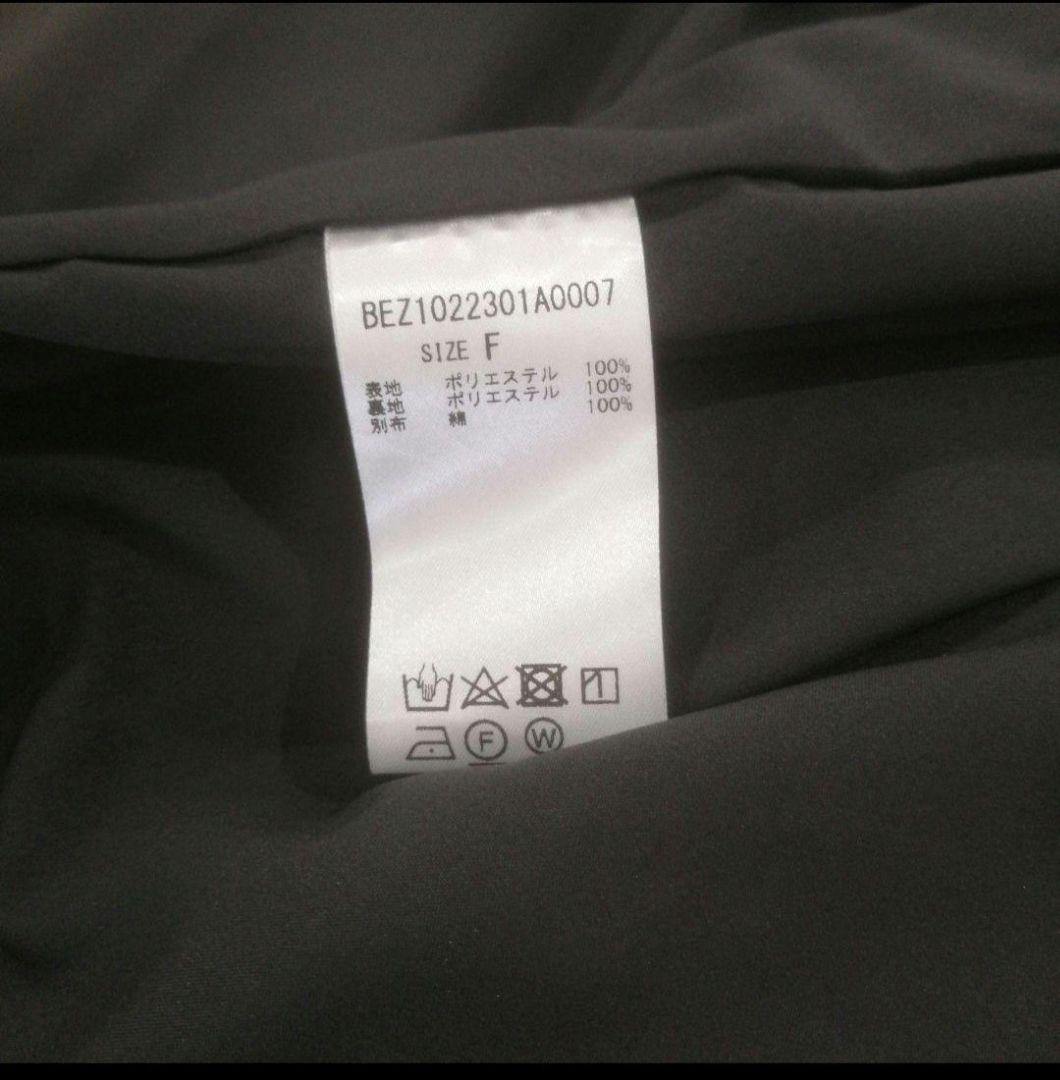 BEZ1022301A0007
SIZE F
表地 ポリエステル 100%
裏地 ポリエステル 100%
別布 綿 100%
F W